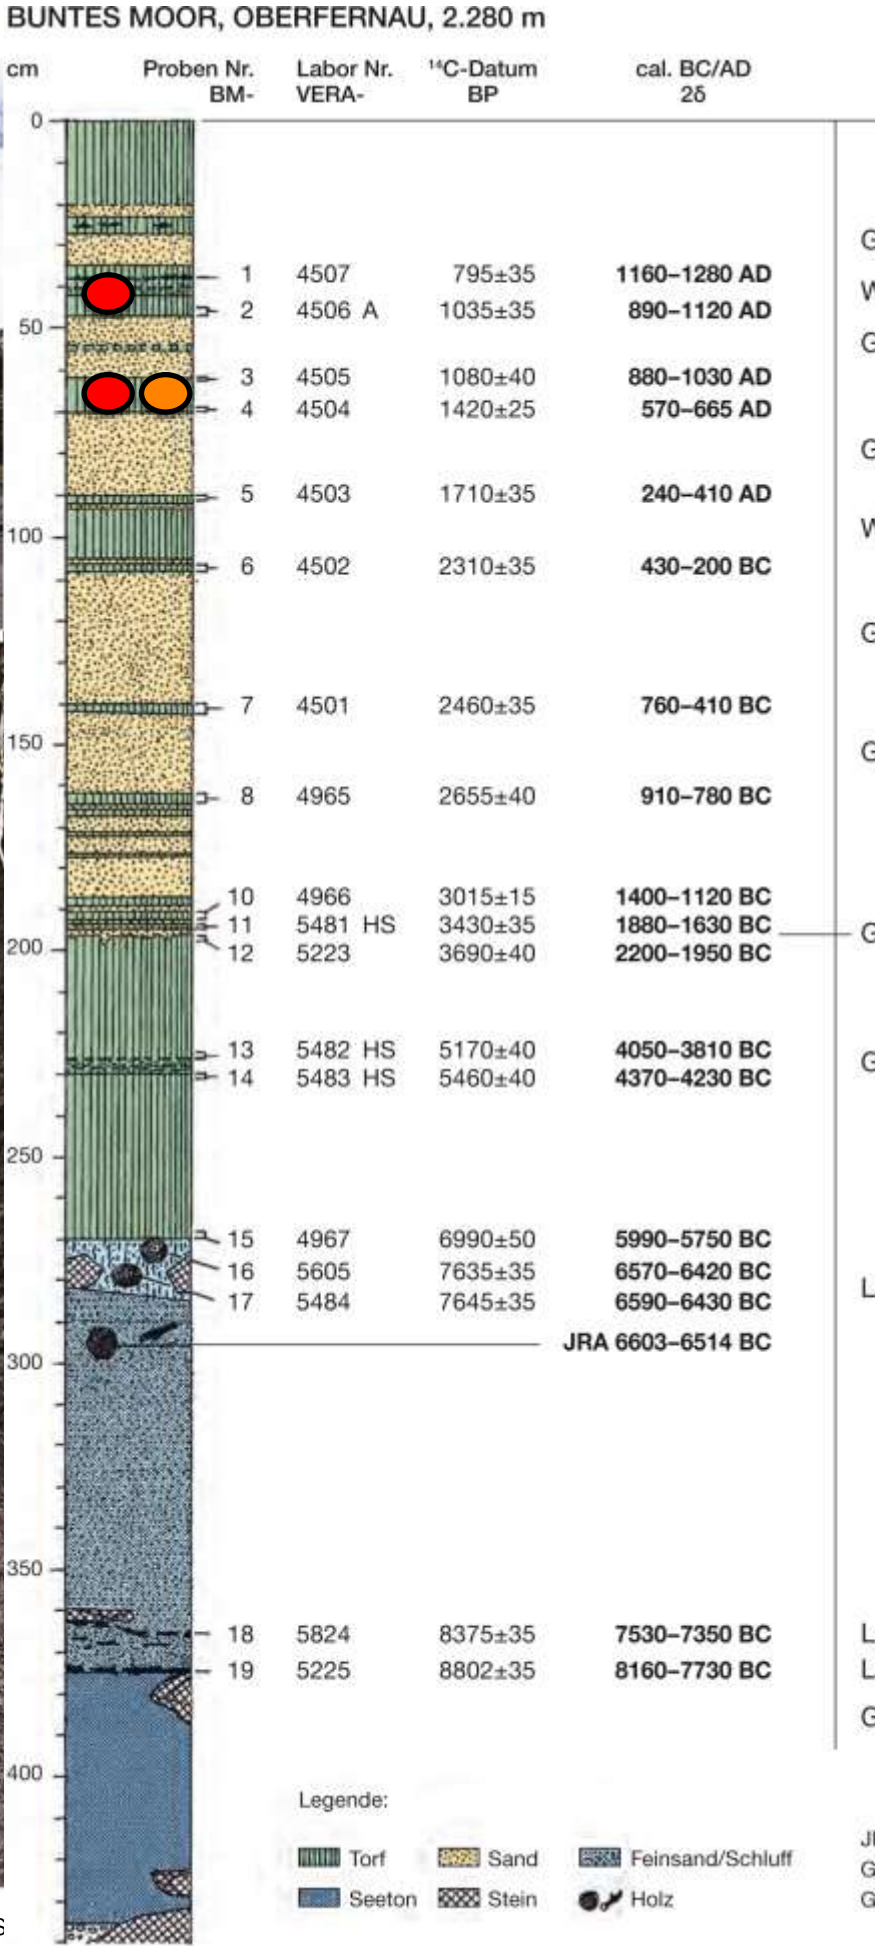 BUNTES MOOR, OBERFERNAU, 2.280 m
cm Proben Nr. Labor Nr. ¹⁴C-Datum cal. BC/AD
BM- VERA- BP 2δ
0
G
1 4507 795±35 1160–1280 AD
W
2 4506 A 1035±35 890–1120 AD
50
G
3 4505 1080±40 880–1030 AD
4 4504 1420±25 570–665 AD
G
5 4503 1710±35 240–410 AD
100 W
6 4502 2310±35 430–200 BC
G
7 4501 2460±35 760–410 BC
150 G
8 4965 2655±40 910–780 BC
10 4966 3015±15 1400–1120 BC
11 5481 HS 3430±35 1880–1630 BC
200 G
12 5223 3690±40 2200–1950 BC
13 5482 HS 5170±40 4050–3810 BC
G
14 5483 HS 5460±40 4370–4230 BC
250
15 4967 6990±50 5990–5750 BC
16 5605 7635±35 6570–6420 BC
L
17 5484 7645±35 6590–6430 BC
JRA 6603–6514 BC
300
350
18 5824 8375±35 7530–7350 BC L
19 5225 8802±35 8160–7730 BC L
G
400
Legende:
Torf Sand Feinsand/Schluff
Seeton Stein Holz
G
G
s